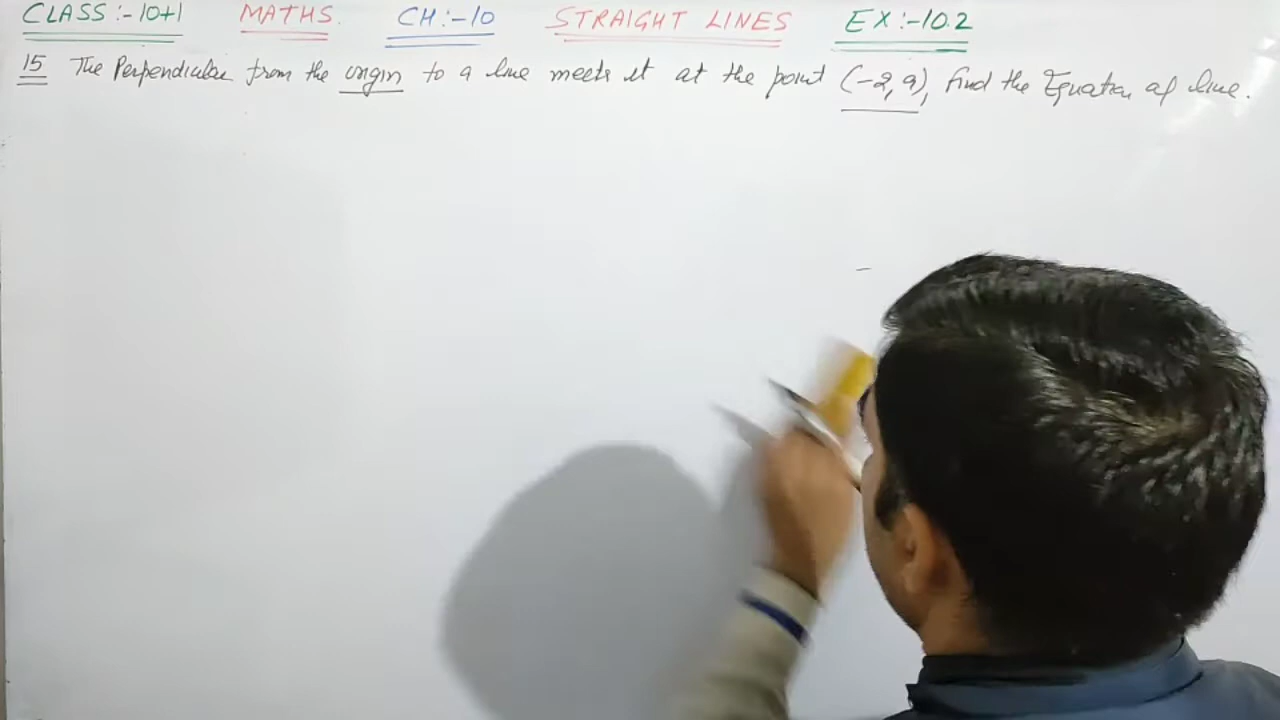 CLASS :- 10+1 MATHS. CH:-10 STRAIGHT LINES EX:-10.2
15 The Perpendicular from the origin to a line meets it at the point (-2, 9), find the Equation of line.